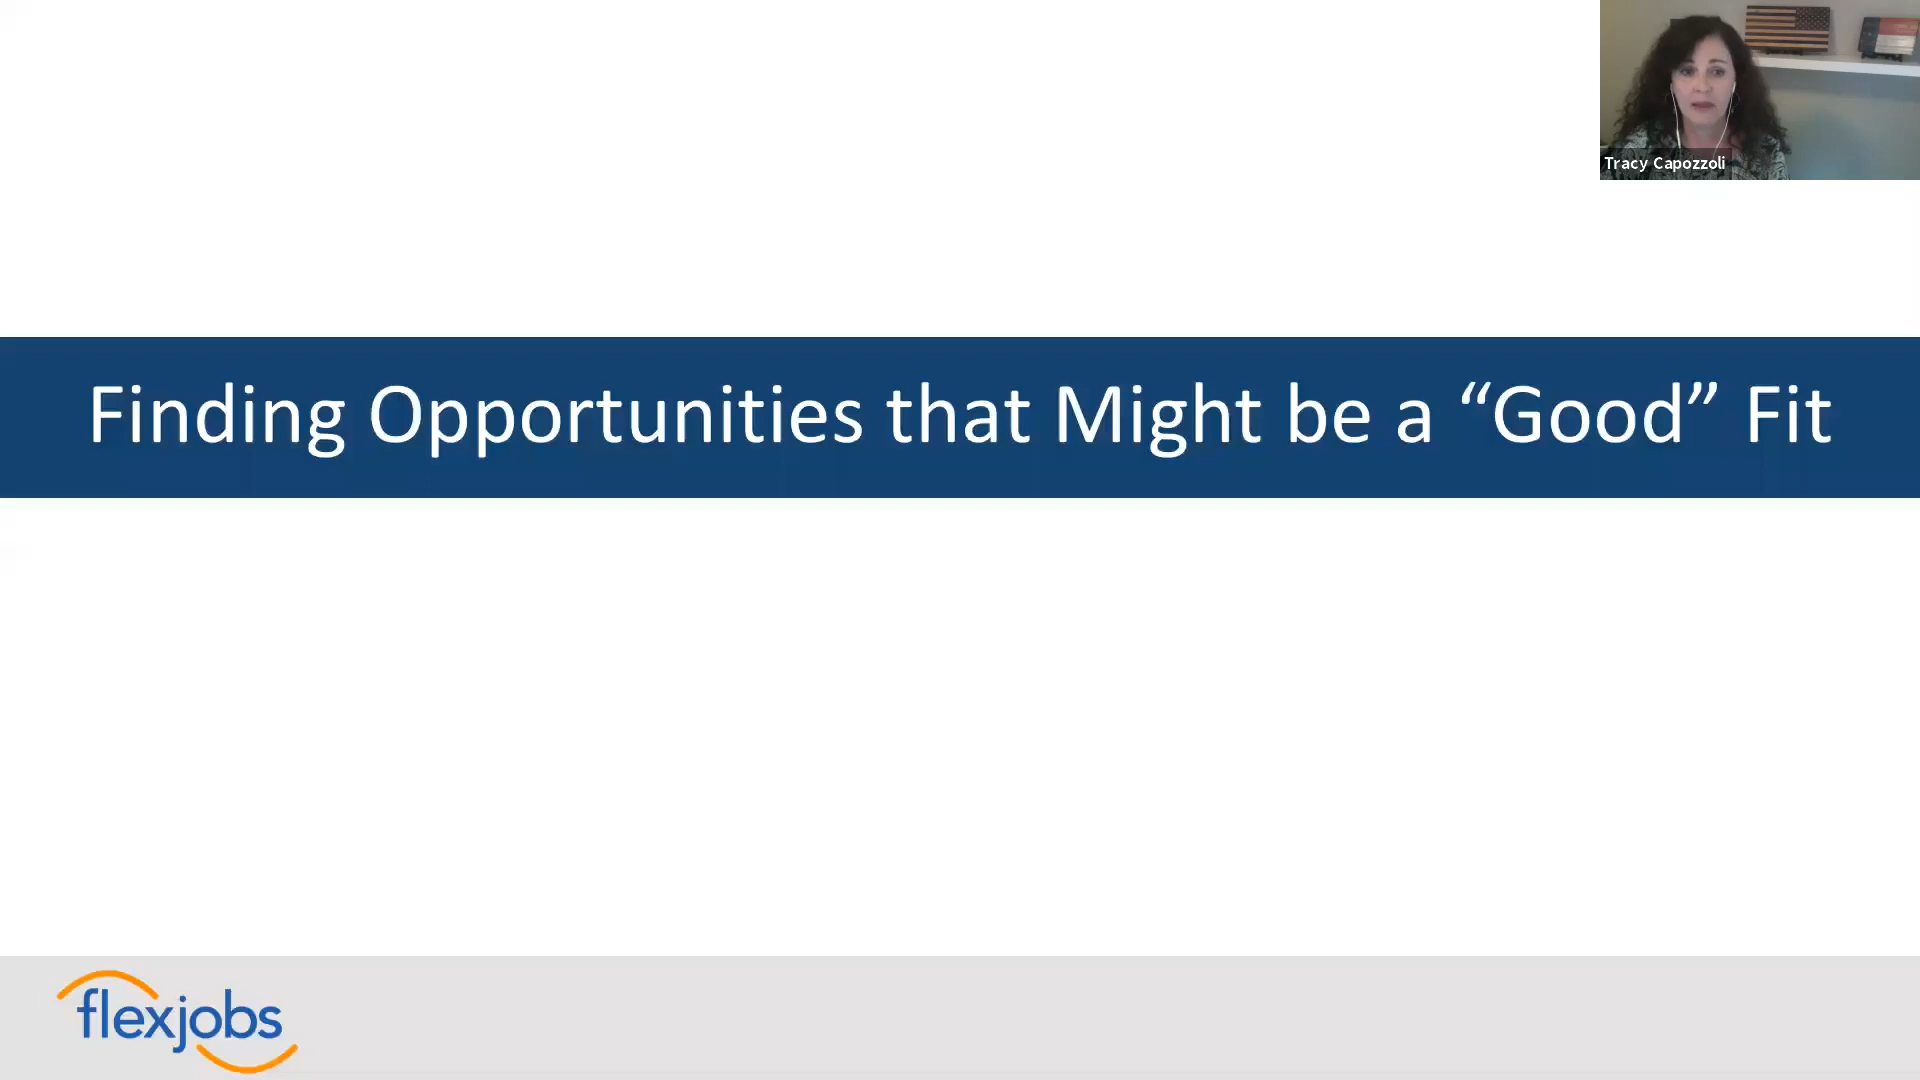 Tracy Capozzoli
Finding Opportunities that Might be a “Good” Fit
flexjobs